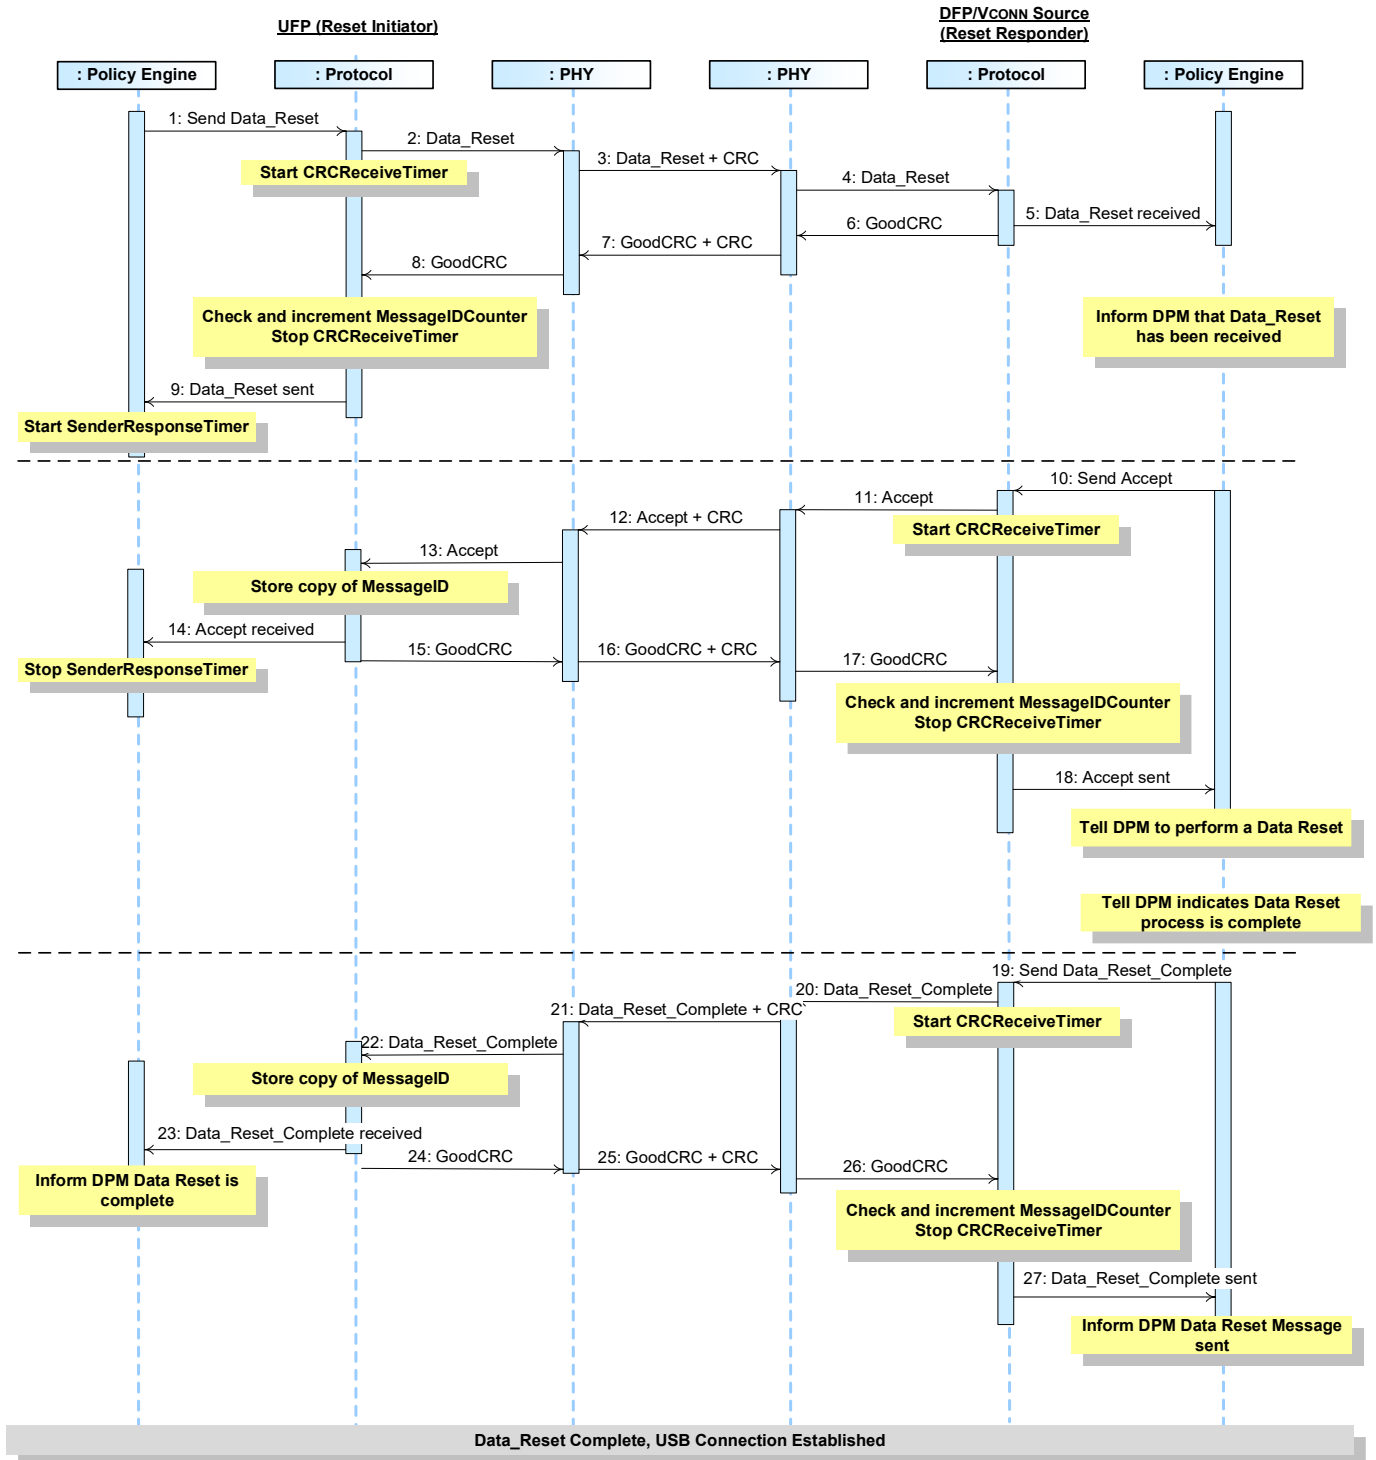 UFP (Reset Initiator)
DFP/VCONN Source
(Reset Responder)
: Policy Engine
: Protocol
: PHY
: PHY
: Protocol
: Policy Engine
1: Send Data_Reset
2: Data_Reset
Start CRCReceiveTimer
3: Data_Reset + CRC
4: Data_Reset
5: Data_Reset received
6: GoodCRC
7: GoodCRC + CRC
8: GoodCRC
Check and increment MessageIDCounter
Stop CRCReceiveTimer
Inform DPM that Data_Reset
has been received
9: Data_Reset sent
Start SenderResponseTimer
10: Send Accept
11: Accept
Start CRCReceiveTimer
12: Accept + CRC
13: Accept
Store copy of MessageID
14: Accept received
Stop SenderResponseTimer
15: GoodCRC
16: GoodCRC + CRC
17: GoodCRC
Check and increment MessageIDCounter
Stop CRCReceiveTimer
18: Accept sent
Tell DPM to perform a Data Reset
Tell DPM indicates Data Reset
process is complete
19: Send Data_Reset_Complete
20: Data_Reset_Complete
Start CRCReceiveTimer
21: Data_Reset_Complete + CRC
22: Data_Reset_Complete
Store copy of MessageID
23: Data_Reset_Complete received
Inform DPM Data Reset is
complete
24: GoodCRC
25: GoodCRC + CRC
26: GoodCRC
Check and increment MessageIDCounter
Stop CRCReceiveTimer
27: Data_Reset_Complete sent
Inform DPM Data Reset Message
sent
Data_Reset Complete, USB Connection Established